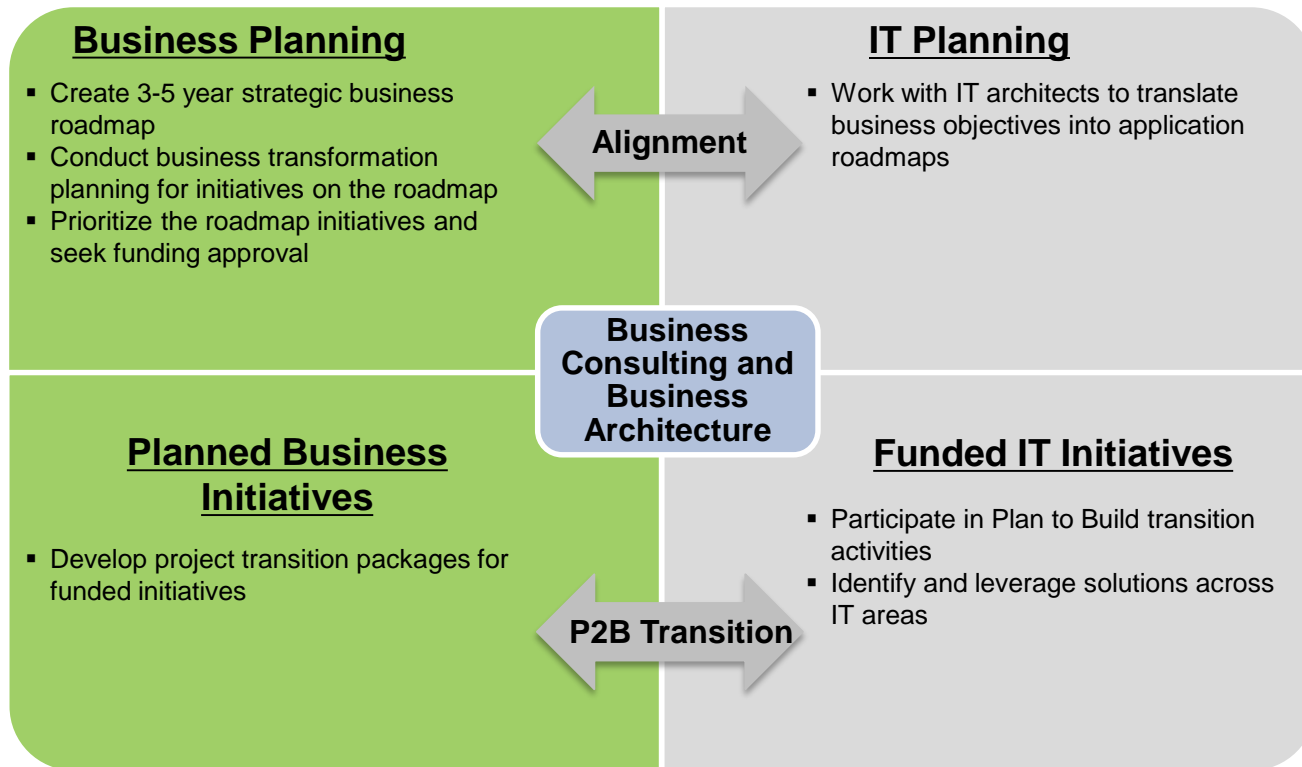 Business Planning
▪ Create 3-5 year strategic business
roadmap
▪ Conduct business transformation
planning for initiatives on the roadmap
▪ Prioritize the roadmap initiatives and
seek funding approval
Alignment
IT Planning
▪ Work with IT architects to translate
business objectives into application
roadmaps
Business
Consulting and
Business
Architecture
Planned Business
Initiatives
▪ Develop project transition packages for
funded initiatives
P2B Transition
Funded IT Initiatives
▪ Participate in Plan to Build transition
activities
▪ Identify and leverage solutions across
IT areas